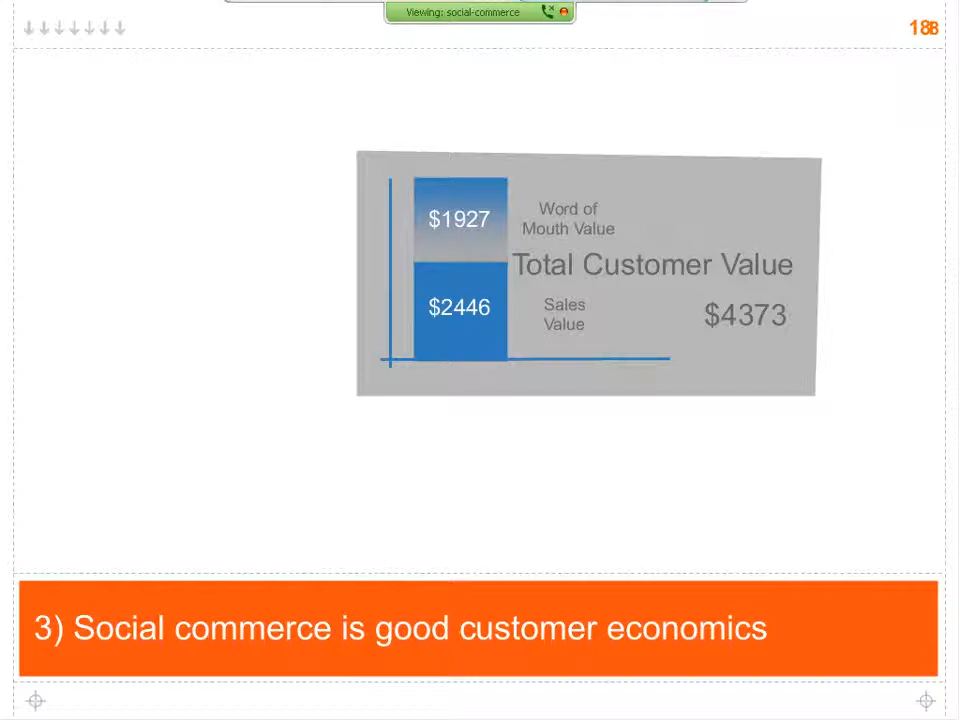 Viewing: social-commerce
$1927
Word of
Mouth Value
Total Customer Value
$2446
Sales
Value
$4373
3) Social commerce is good customer economics